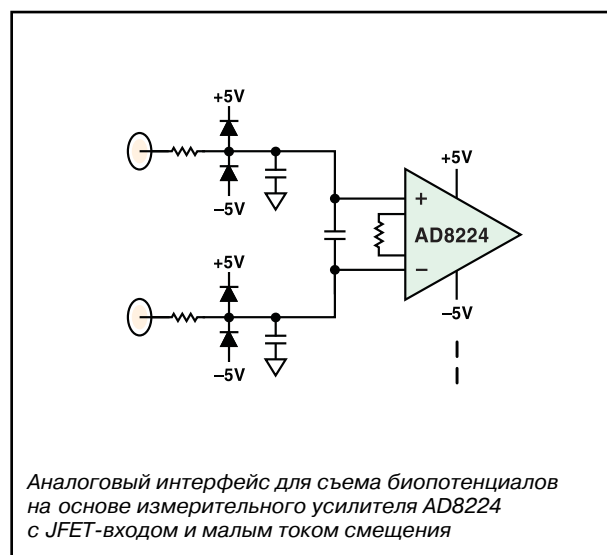 +5V
–5V
+5V
–5V
+5V
+
AD8224
–
–5V
Аналоговый интерфейс для съема биопотенциалов
на основе измерительного усилителя AD8224
с JFET-входом и малым током смещения